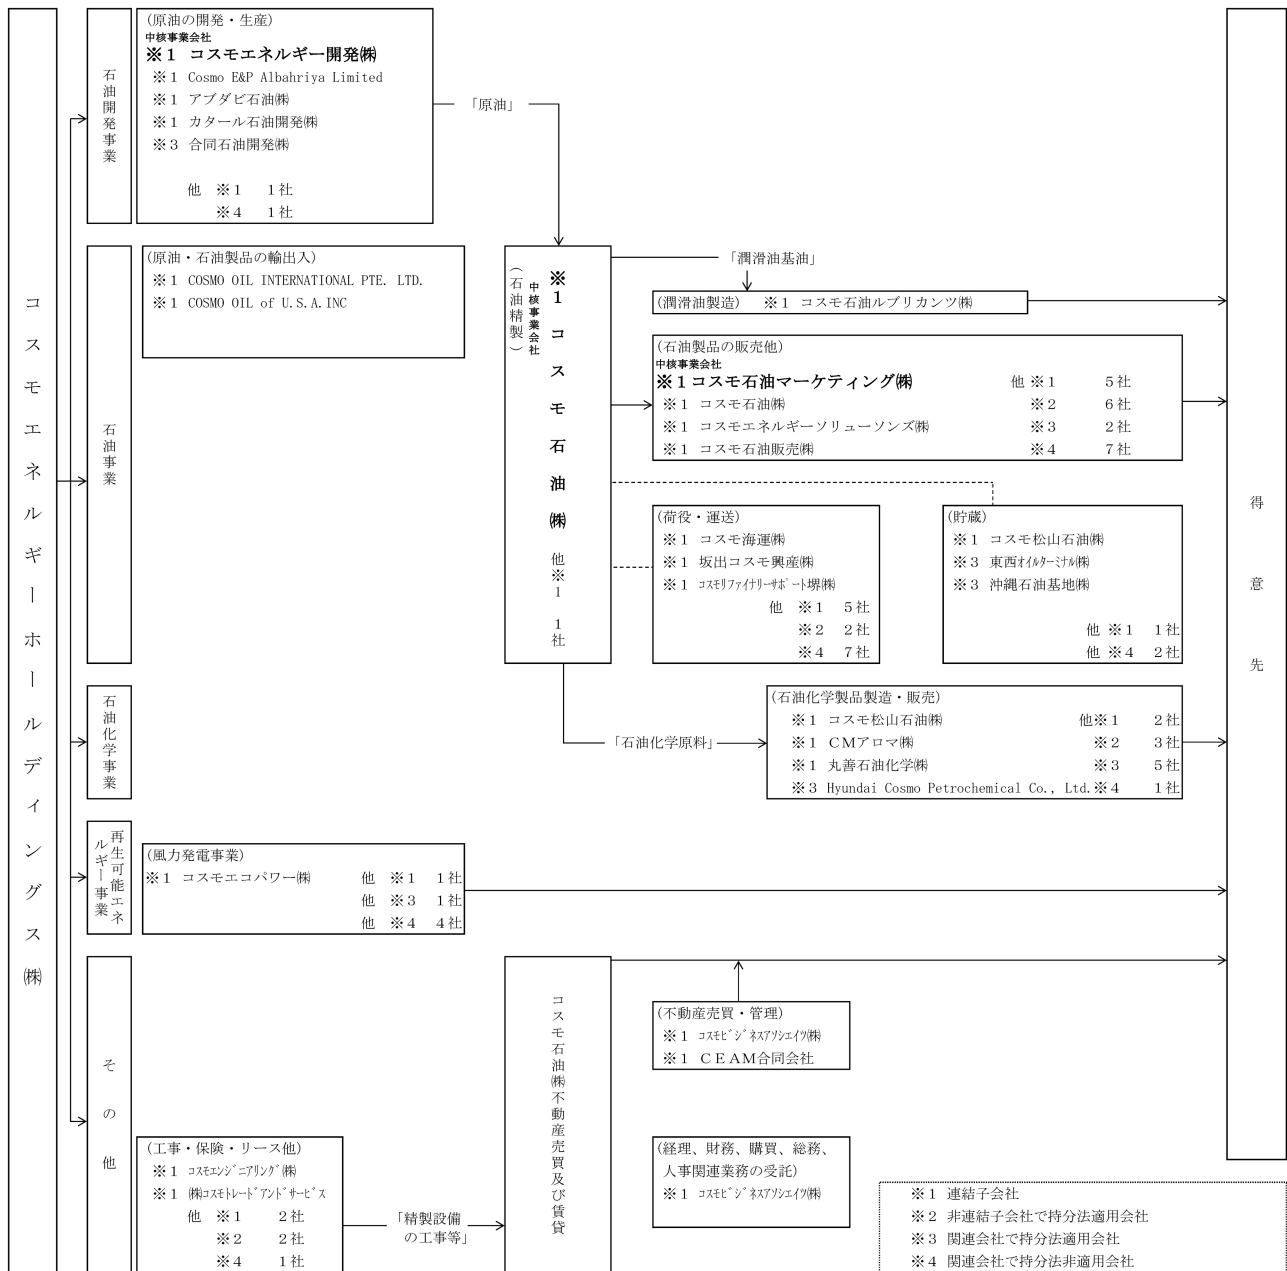 コスモエネルギーホールディングス㈱
石油開発事業
(原油の開発・生産)
中核事業会社
※１ コスモエネルギー開発㈱
※１ Cosmo E&P Albahriya Limited
※１ アブダビ石油㈱
※１ カタール石油開発㈱
※３ 合同石油開発㈱
他 ※１ １社
※４ １社
「原油」
石油事業
(原油・石油製品の輸出入)
※１ COSMO OIL INTERNATIONAL PTE. LTD.
※１ COSMO OIL of U.S.A.INC
※１ コスモ石油㈱ 他※１ １社
中核事業会社
(石油精製)
「潤滑油基油」
(潤滑油製造) ※１ コスモ石油ルブリカンツ㈱
(石油製品の販売他)
中核事業会社
※１コスモ石油マーケティング㈱ 他 ※１ ５社
※１ コスモ石油㈱ ※２ ６社
※１ コスモエネルギーソリューソンズ㈱ ※３ ２社
※１ コスモ石油販売㈱ ※４ ７社
(荷役・運送)
※１ コスモ海運㈱
※１ 坂出コスモ興産㈱
※１ ｺｽﾓﾘﾌｧｲﾅﾘｰｻﾎﾟｰﾄ堺㈱
他 ※１ ５社
※２ ２社
※４ ７社
(貯蔵)
※１ コスモ松山石油㈱
※３ 東西ｵｲﾙﾀｰﾐﾅﾙ㈱
※３ 沖縄石油基地㈱
他 ※１ １社
他 ※４ ２社
得意先
石油化学事業
「石油化学原料」
(石油化学製品製造・販売)
※１ コスモ松山石油㈱ 他※１ ２社
※１ ＣＭアロマ㈱ ※２ ３社
※１ 丸善石油化学㈱ ※３ ５社
※３ Hyundai Cosmo Petrochemical Co., Ltd.※４ １社
再生可能エネ
ルギー事業
(風力発電事業)
※１ コスモエコパワー㈱ 他 ※１ １社
他 ※３ １社
他 ※４ ４社
その他
(工事・保険・リース他)
※１ ｺｽﾓｴﾝｼﾞﾆｱﾘﾝｸﾞ㈱
※１ ㈱ｺｽﾓﾄﾚｰﾄﾞｱﾝﾄﾞｻｰﾋﾞｽ
他 ※１ ２社
※２ ２社
※４ １社
「精製設備
の工事等」
コスモ石油㈱不動産売買及び賃貸
(不動産売買・管理)
※１ ｺｽﾓﾋﾞｼﾞﾈｽｱｿｼｴｲﾂ㈱
※１ ＣＥＡＭ合同会社
(経理、財務、購買、総務、
人事関連業務の受託)
※１ ｺｽﾓﾋﾞｼﾞﾈｽｱｿｼｴｲﾂ㈱
※１ 連結子会社
※２ 非連結子会社で持分法適用会社
※３ 関連会社で持分法適用会社
※４ 関連会社で持分法非適用会社